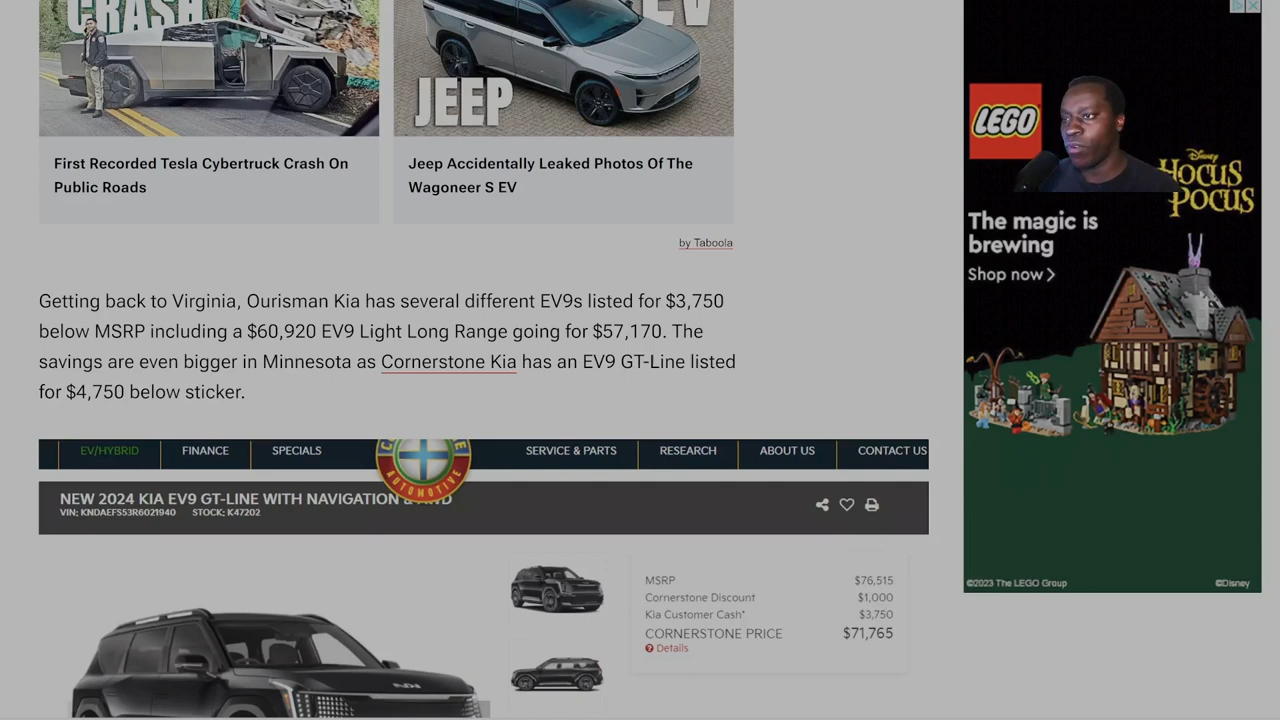 CRASH
EV
JEEP
First Recorded Tesla Cybertruck Crash On
Public Roads
Jeep Accidentally Leaked Photos Of The
Wagoneer S EV
by Taboola
Getting back to Virginia, Ourisman Kia has several different EV9s listed for $3,750
below MSRP including a $60,920 EV9 Light Long Range going for $57,170. The
savings are even bigger in Minnesota as Cornerstone Kia has an EV9 GT-Line listed
for $4,750 below sticker.
EV/HYBRID
FINANCE
SPECIALS
AUTOMOTIVE
SERVICE & PARTS
RESEARCH
ABOUT US
CONTACT US
NEW 2024 KIA EV9 GT-LINE WITH NAVIGATION & AWD
VIN: KNDAEFS53R6021940 STOCK: K47202
MSRP $76,515
Cornerstone Discount $1,000
Kia Customer Cash* $3,750
CORNERSTONE PRICE $71,765
Details
LEGO
Disney
HOCUS
POCUS
The magic is
brewing
Shop now
©2023 The LEGO Group ©Disney